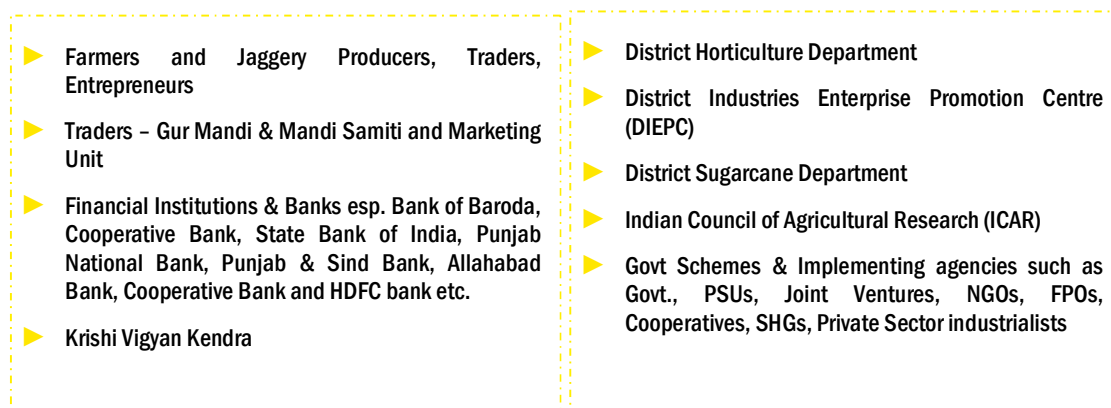 Farmers and Jaggery Producers, Traders,
Entrepreneurs
Traders – Gur Mandi & Mandi Samiti and Marketing
Unit
Financial Institutions & Banks esp. Bank of Baroda,
Cooperative Bank, State Bank of India, Punjab
National Bank, Punjab & Sind Bank, Allahabad
Bank, Cooperative Bank and HDFC bank etc.
Krishi Vigyan Kendra
District Horticulture Department
District Industries Enterprise Promotion Centre
(DIEPC)
District Sugarcane Department
Indian Council of Agricultural Research (ICAR)
Govt Schemes & Implementing agencies such as
Govt., PSUs, Joint Ventures, NGOs, FPOs,
Cooperatives, SHGs, Private Sector industrialists